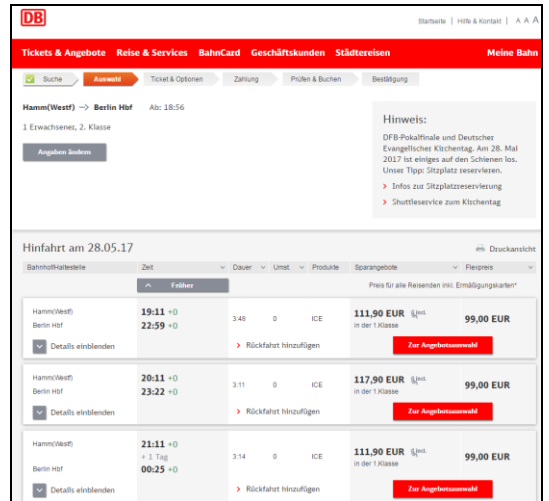 DB
Startseite | Hilfe & Kontakt | A A A
Tickets & Angebote Reise & Services BahnCard Geschäftskunden Städtereisen Meine Bahn
Suche Auswahl Ticket & Optionen Zahlung Prüfen & Buchen Bestätigung
Hamm(Westf) --> Berlin Hbf Ab: 18:56
1 Erwachsener, 2. Klasse
Angaben ändern
Hinweis:
DFB-Pokalfinale und Deutscher
Evangelischer Kirchentag. Am 28. Mai
2017 ist einiges auf den Schienen los.
Unser Tipp: Sitzplatz reservieren.
Infos zur Sitzplatzreservierung
Shuttleservice zum Kirchentag
Hinfahrt am 28.05.17 Druckansicht
Bahnhof/Haltestelle Zeit Dauer Umst Produkte Sparangebote Flexpreis
Früher Preis für alle Reisenden inkl. Ermäßigungskarten*
Hamm(Westf) 19:11 +0 3:48 0 ICE 111,90 EUR incl. 99,00 EUR
Berlin Hbf 22:59 +0 in der 1.Klasse
Details einblenden Rückfahrt hinzufügen Zur Angebotsauswahl
Hamm(Westf) 20:11 +0 3:11 0 ICE 117,90 EUR incl. 99,00 EUR
Berlin Hbf 23:22 +0 in der 1.Klasse
Details einblenden Rückfahrt hinzufügen Zur Angebotsauswahl
Hamm(Westf) 21:11 +0 3:14 0 ICE 111,90 EUR incl. 99,00 EUR
+ 1 Tag in der 1.Klasse
Berlin Hbf 00:25 +0
Details einblenden Rückfahrt hinzufügen Zur Angebotsauswahl